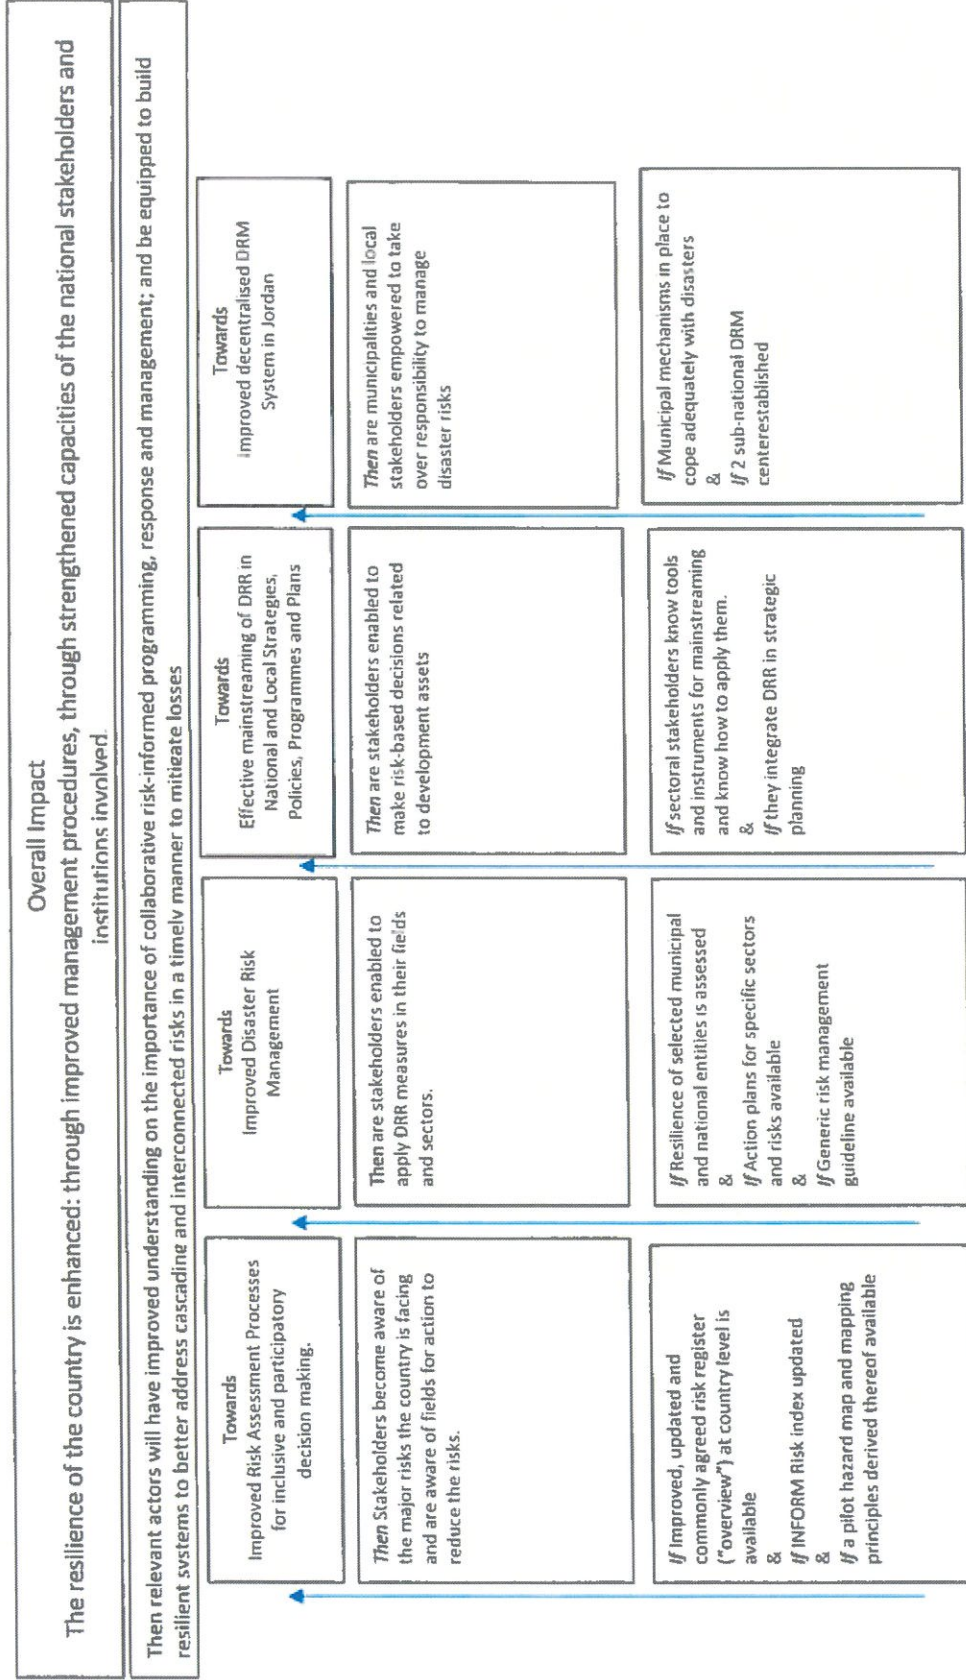 Overall Impact
The resilience of the country is enhanced: through improved management procedures, through strengthened capacities of the national stakeholders and
institutions involved.
Then relevant actors will have improved understanding on the importance of collaborative risk-informed programming, response and management; and be equipped to build
resilient systems to better address cascading and interconnected risks in a timely manner to mitigate losses
Towards
Improved Risk Assessment Processes
for inclusive and participatory
decision making.
Then Stakeholders become aware of
the major risks the country is facing
and are aware of fields for action to
reduce the risks.
If Improved, updated and
commonly agreed risk register
("overview") at country level is
available
&
If INFORM Risk index updated
&
If a pilot hazard map and mapping
principles derived thereof available
Towards
Improved Disaster Risk
Management
Then are stakeholders enabled to
apply DRR measures in their fields
and sectors.
If Resilience of selected municipal
and national entities is assessed
&
If Action plans for specific sectors
and risks available
&
If Generic risk management
guideline available
Towards
Effective mainstreaming of DRR in
National and Local Strategies,
Policies, Programmes and Plans
Then are stakeholders enabled to
make risk-based decisions related
to development assets
If sectoral stakeholders know tools
and instruments for mainstreaming
and know how to apply them.
&
If they integrate DRR in strategic
planning
Towards
improved decentralised DRM
System in Jordan
Then are municipalities and local
stakeholders empowered to take
over responsibility to manage
disaster risks
If Municipal mechanisms in place to
cope adequately with disasters
&
If 2 sub-national DRM
centerestablished